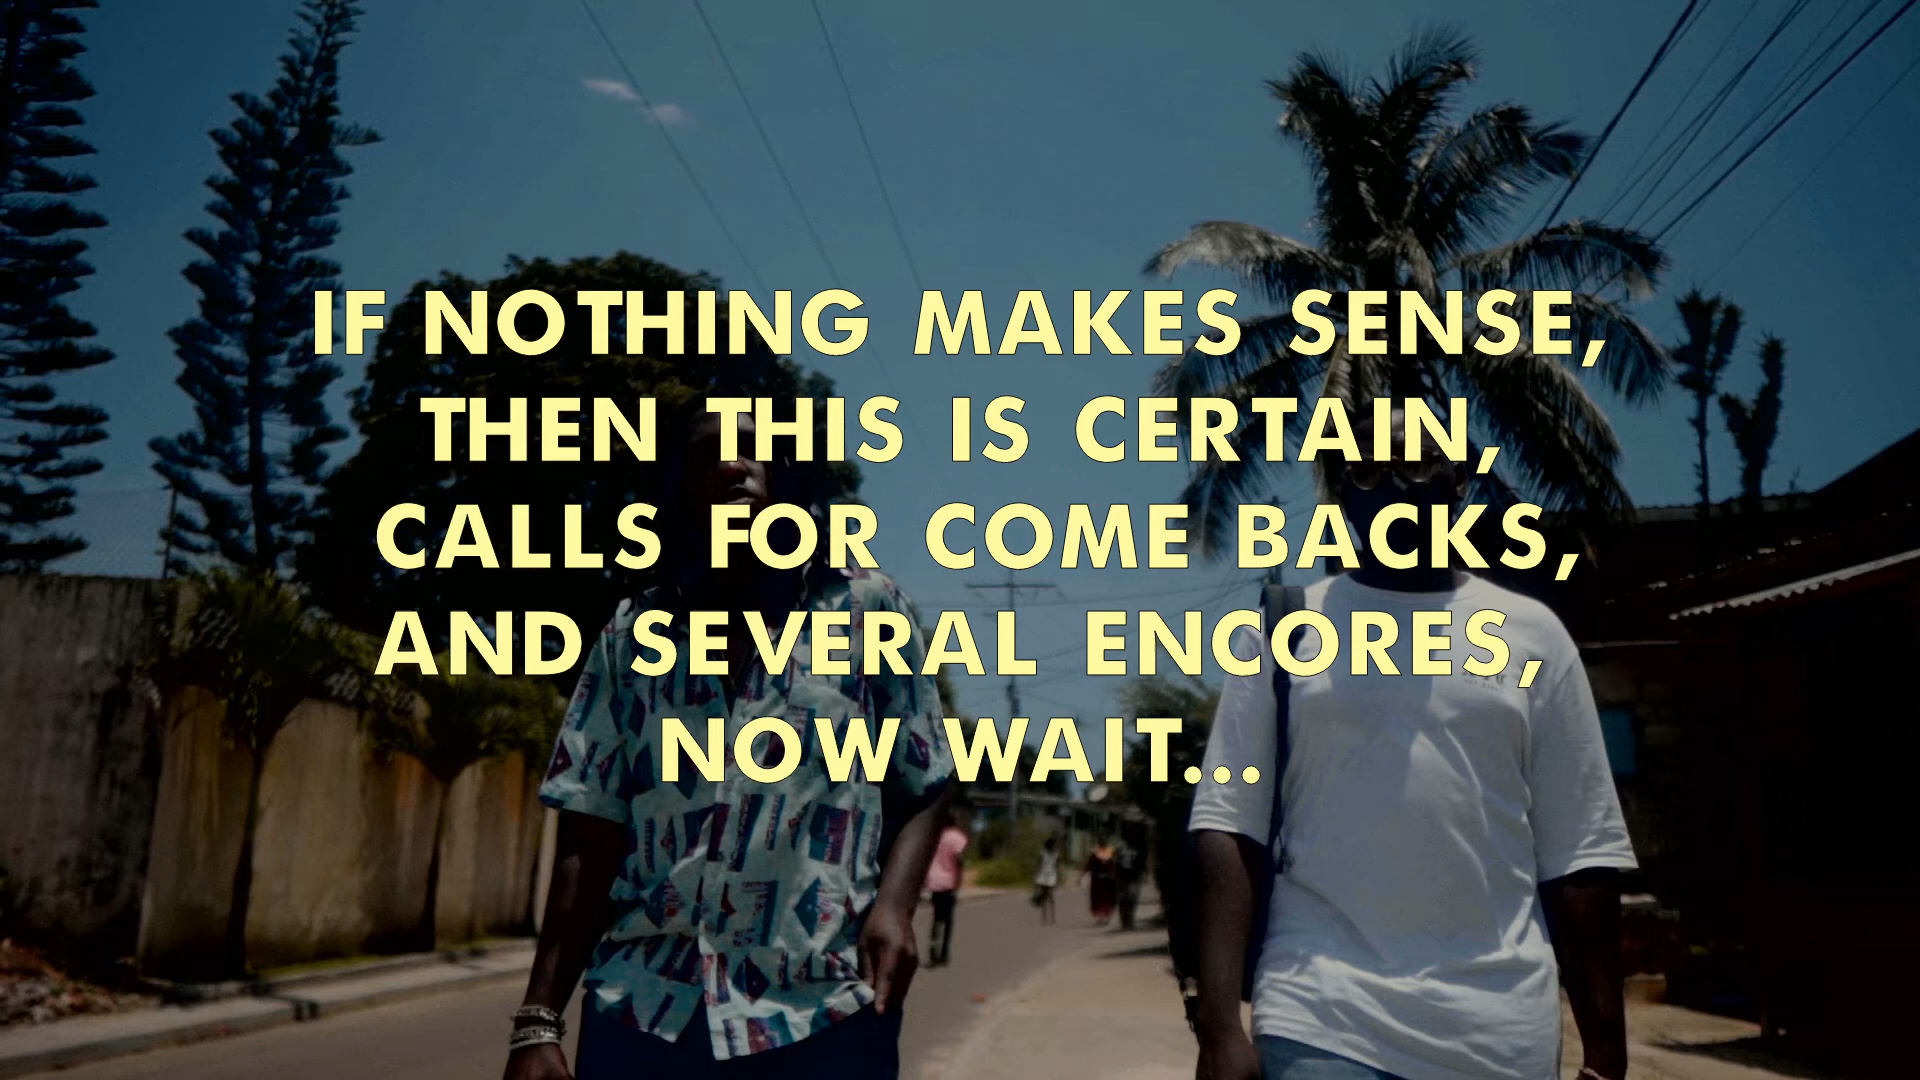 IF NOTHING MAKES SENSE,
THEN THIS IS CERTAIN,
CALLS FOR COME BACKS,
AND SEVERAL ENCORES,
NOW WAIT...